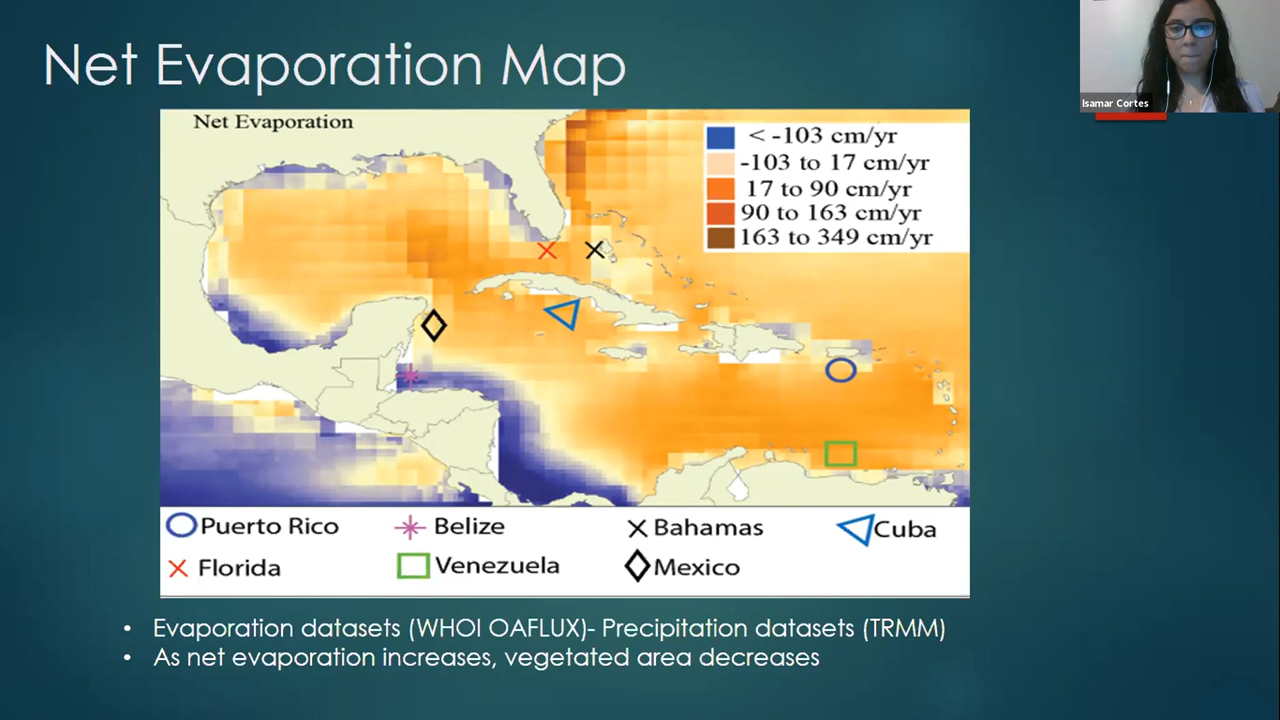 Net Evaporation Map
Isamar Cortes
Net Evaporation
< -103 cm/yr
-103 to 17 cm/yr
17 to 90 cm/yr
90 to 163 cm/yr
163 to 349 cm/yr
Puerto Rico
Belize
Bahamas
Cuba
Florida
Venezuela
Mexico
• Evaporation datasets (WHOI OAFLUX)- Precipitation datasets (TRMM)
• As net evaporation increases, vegetated area decreases